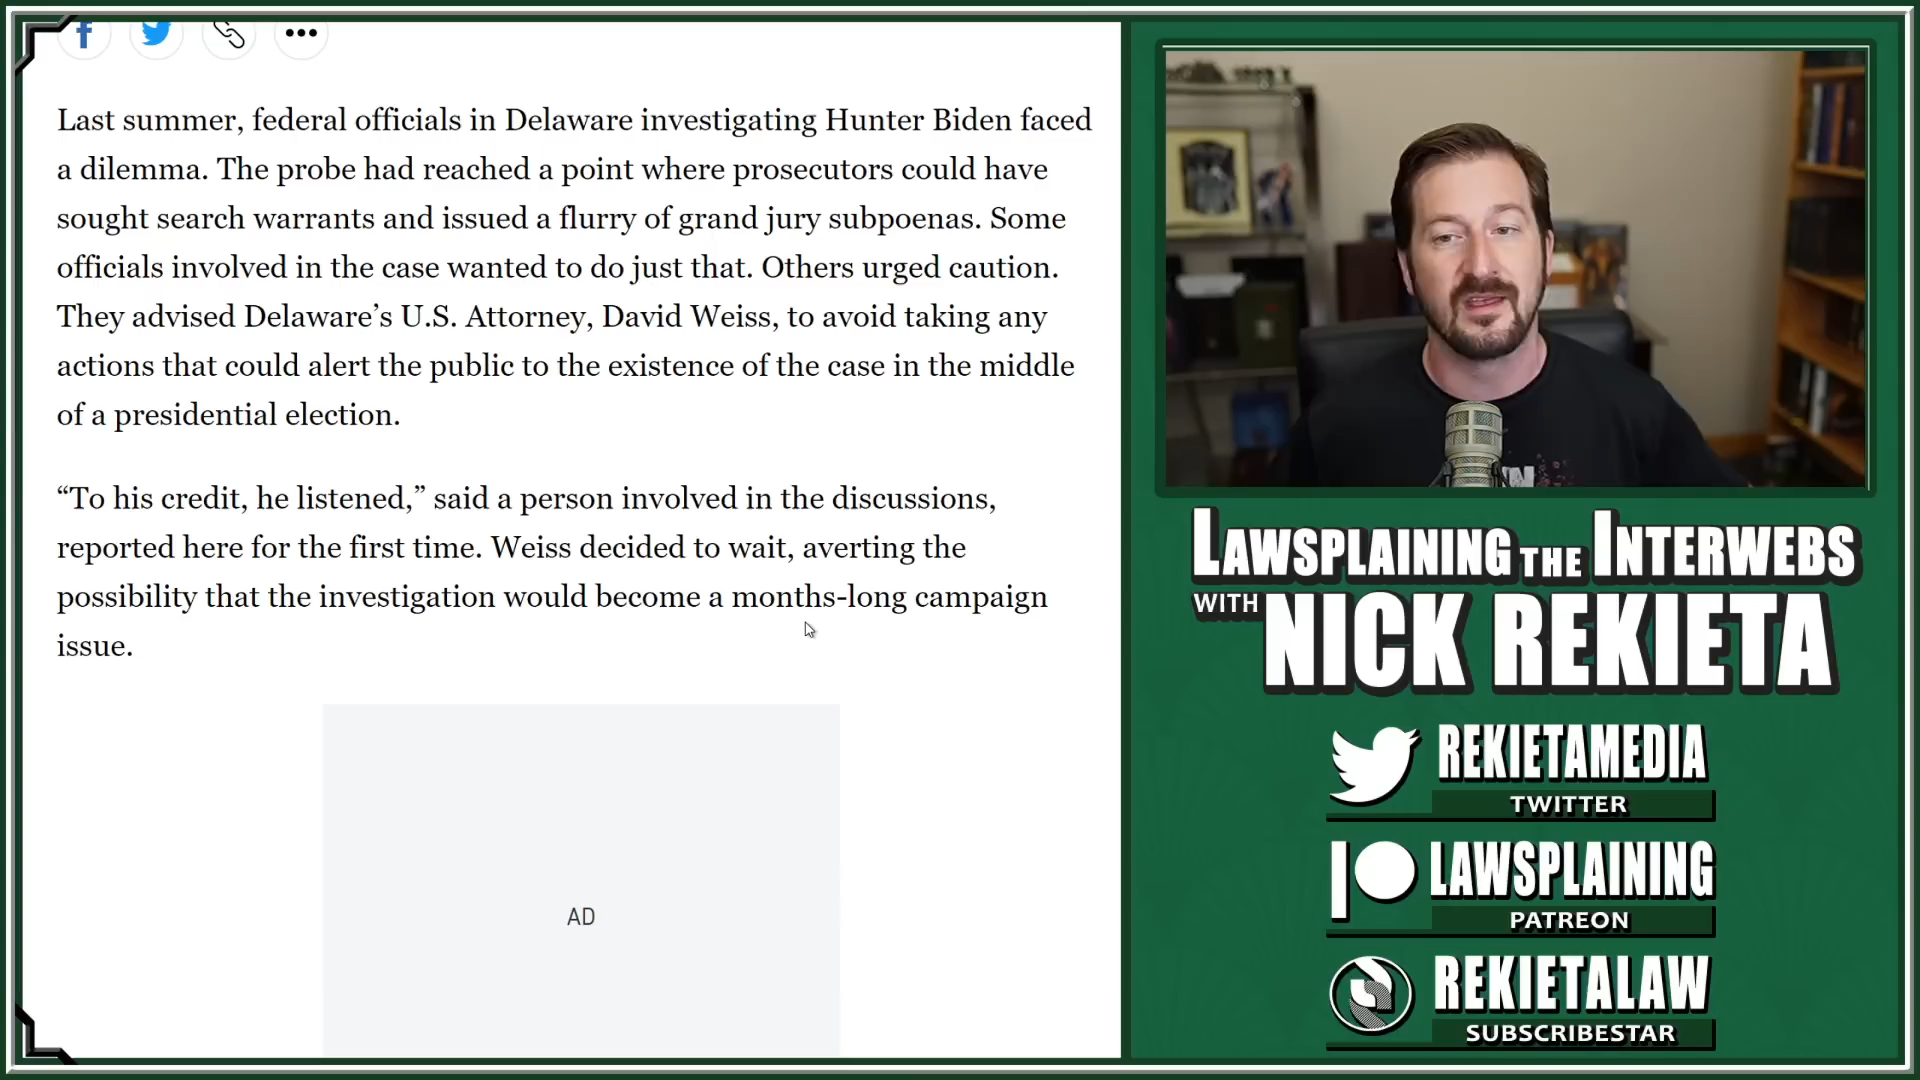 Last summer, federal officials in Delaware investigating Hunter Biden faced
a dilemma. The probe had reached a point where prosecutors could have
sought search warrants and issued a flurry of grand jury subpoenas. Some
officials involved in the case wanted to do just that. Others urged caution.
They advised Delaware’s U.S. Attorney, David Weiss, to avoid taking any
actions that could alert the public to the existence of the case in the middle
of a presidential election.
“To his credit, he listened,” said a person involved in the discussions,
reported here for the first time. Weiss decided to wait, averting the
possibility that the investigation would become a months-long campaign
issue.
AD
LAWSPLAINING THE INTERWEBS
WITH NICK REKIETA
REKIETAMEDIA
TWITTER
LAWSPLAINING
PATREON
REKIETALAW
SUBSCRIBESTAR